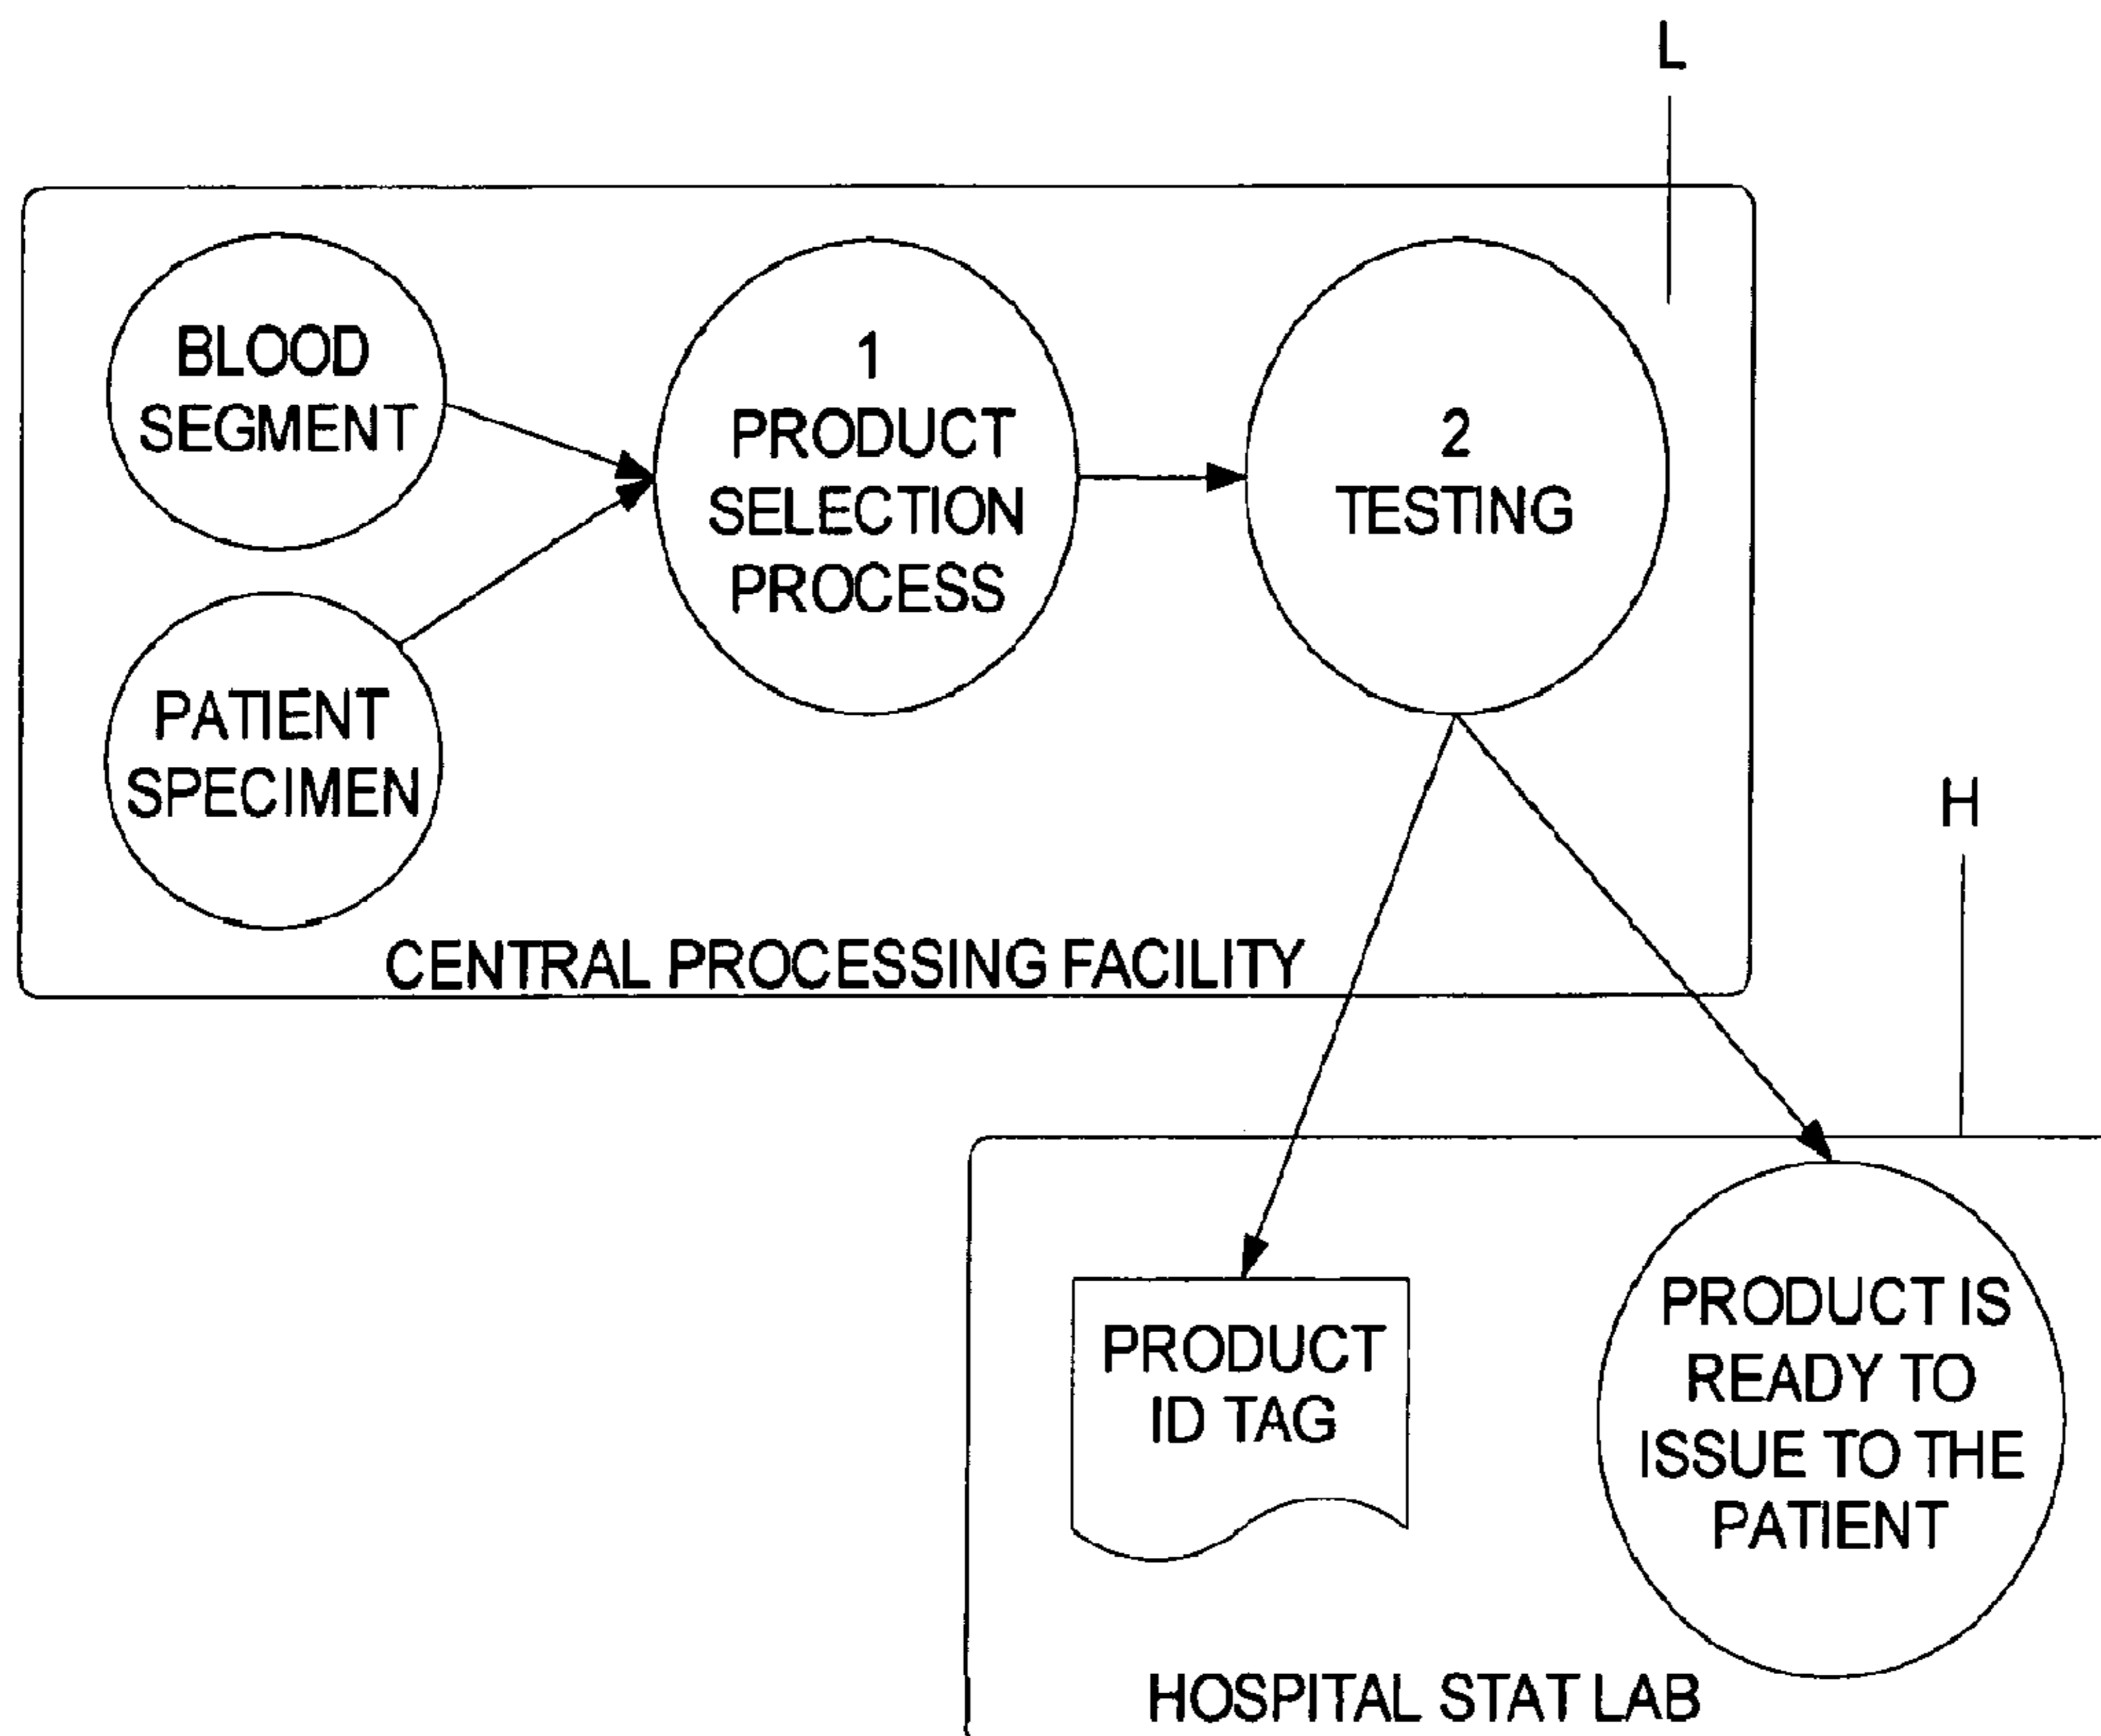 L
BLOOD
SEGMENT
1
PRODUCT
SELECTION
PROCESS
2
TESTING
PATIENT
SPECIMEN
CENTRAL PROCESSING FACILITY
H
PRODUCT
ID TAG
PRODUCT IS
READY TO
ISSUE TO THE
PATIENT
HOSPITAL STAT LAB